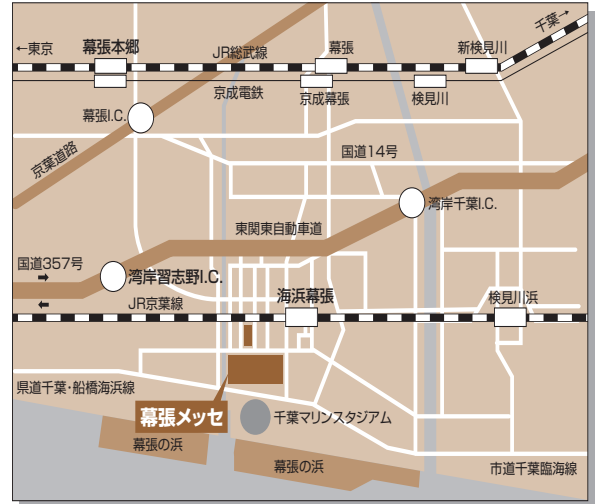 千葉→
←東京
幕張本郷
JR総武線
幕張
新検見川
京成電鉄
京成幕張
検見川
幕張I.C.
京葉道路
国道14号
湾岸千葉I.C.
東関東自動車道
国道357号
→
←
湾岸習志野I.C.
JR京葉線
海浜幕張
検見川浜
県道千葉・船橋海浜線
幕張メッセ
千葉マリンスタジアム
幕張の浜
幕張の浜
市道千葉臨海線